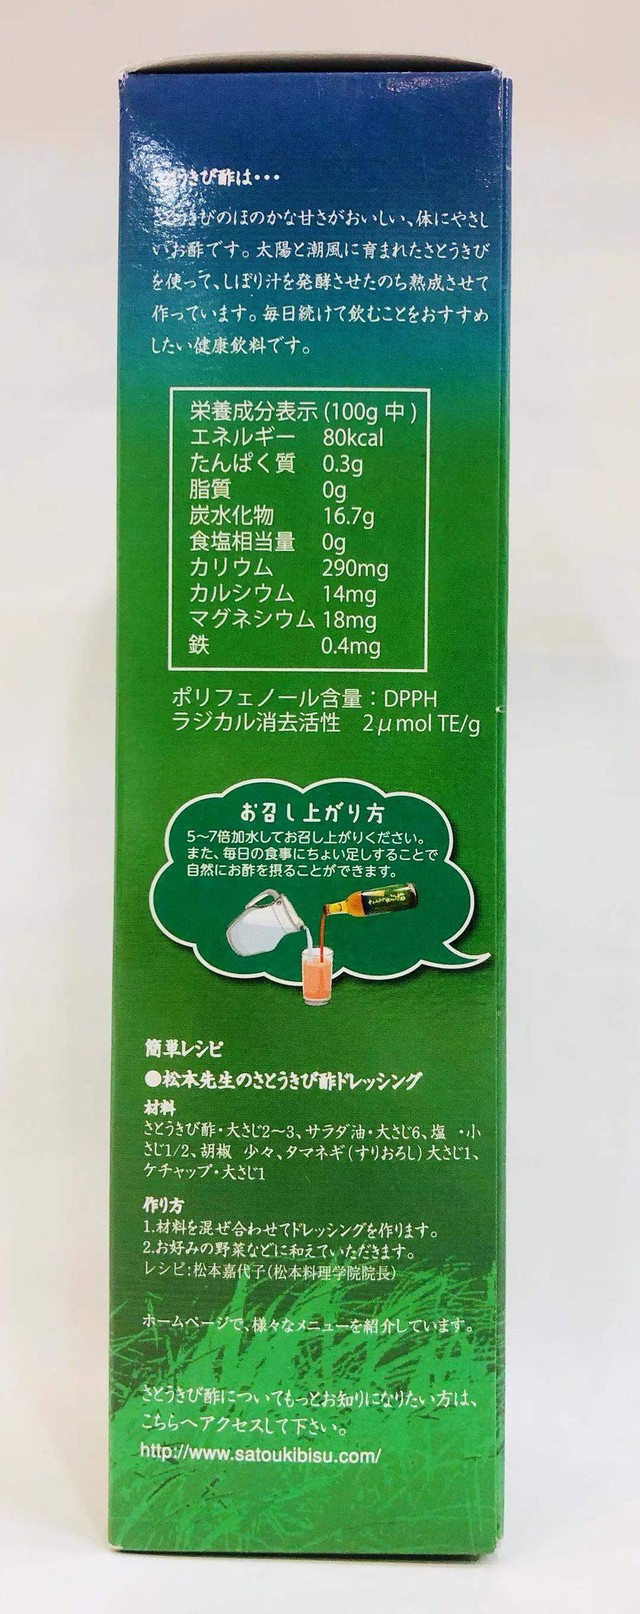 さとうきび酢は・・・
さとうきびのほのかな甘さがおいしい、体にやさし
いお酢です。太陽と潮風に育まれたさとうきび
を使って、しぼり汁を発酵させたのち熟成させて
作っています。毎日続けて飲むことをおすすめ
したい健康飲料です。
栄養成分表示(100g中)
エネルギー 80kcal
たんぱく質 0.3g
脂質 0g
炭水化物 16.7g
食塩相当量 0g
カリウム 290mg
カルシウム 14mg
マグネシウム 18mg
鉄 0.4mg
ポリフェノール含量：DPPH
ラジカル消去活性 2μmol TE/g
お召し上がり方
5〜7倍加水してお召し上がりください。
また、毎日の食事にちょい足しすることで
自然にお酢を摂ることができます。
簡単レシピ
●松本先生のさとうきび酢ドレッシング
材料
さとうきび酢・大さじ2〜3、サラダ油・大さじ6、塩 ・小
さじ1/2、胡椒 少々、タマネギ(すりおろし)大さじ1、
ケチャップ・大さじ1
作り方
1.材料を混ぜ合わせてドレッシングを作ります。
2.お好みの野菜などに和えていただきます。
レシピ:松本嘉代子(松本料理学院院長)
ホームページで、様々なメニューを紹介しています。
さとうきび酢についてもっとお知りになりたい方は、
こちらへアクセスして下さい。
http://www.satoukibisu.com/